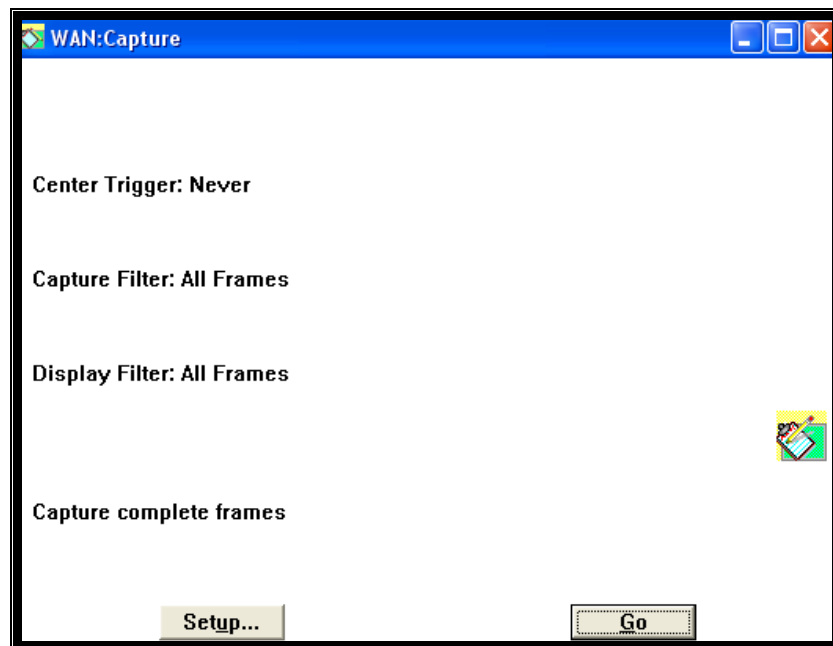 WAN:Capture
Center Trigger: Never
Capture Filter: All Frames
Display Filter: All Frames
Capture complete frames
Setup... Go